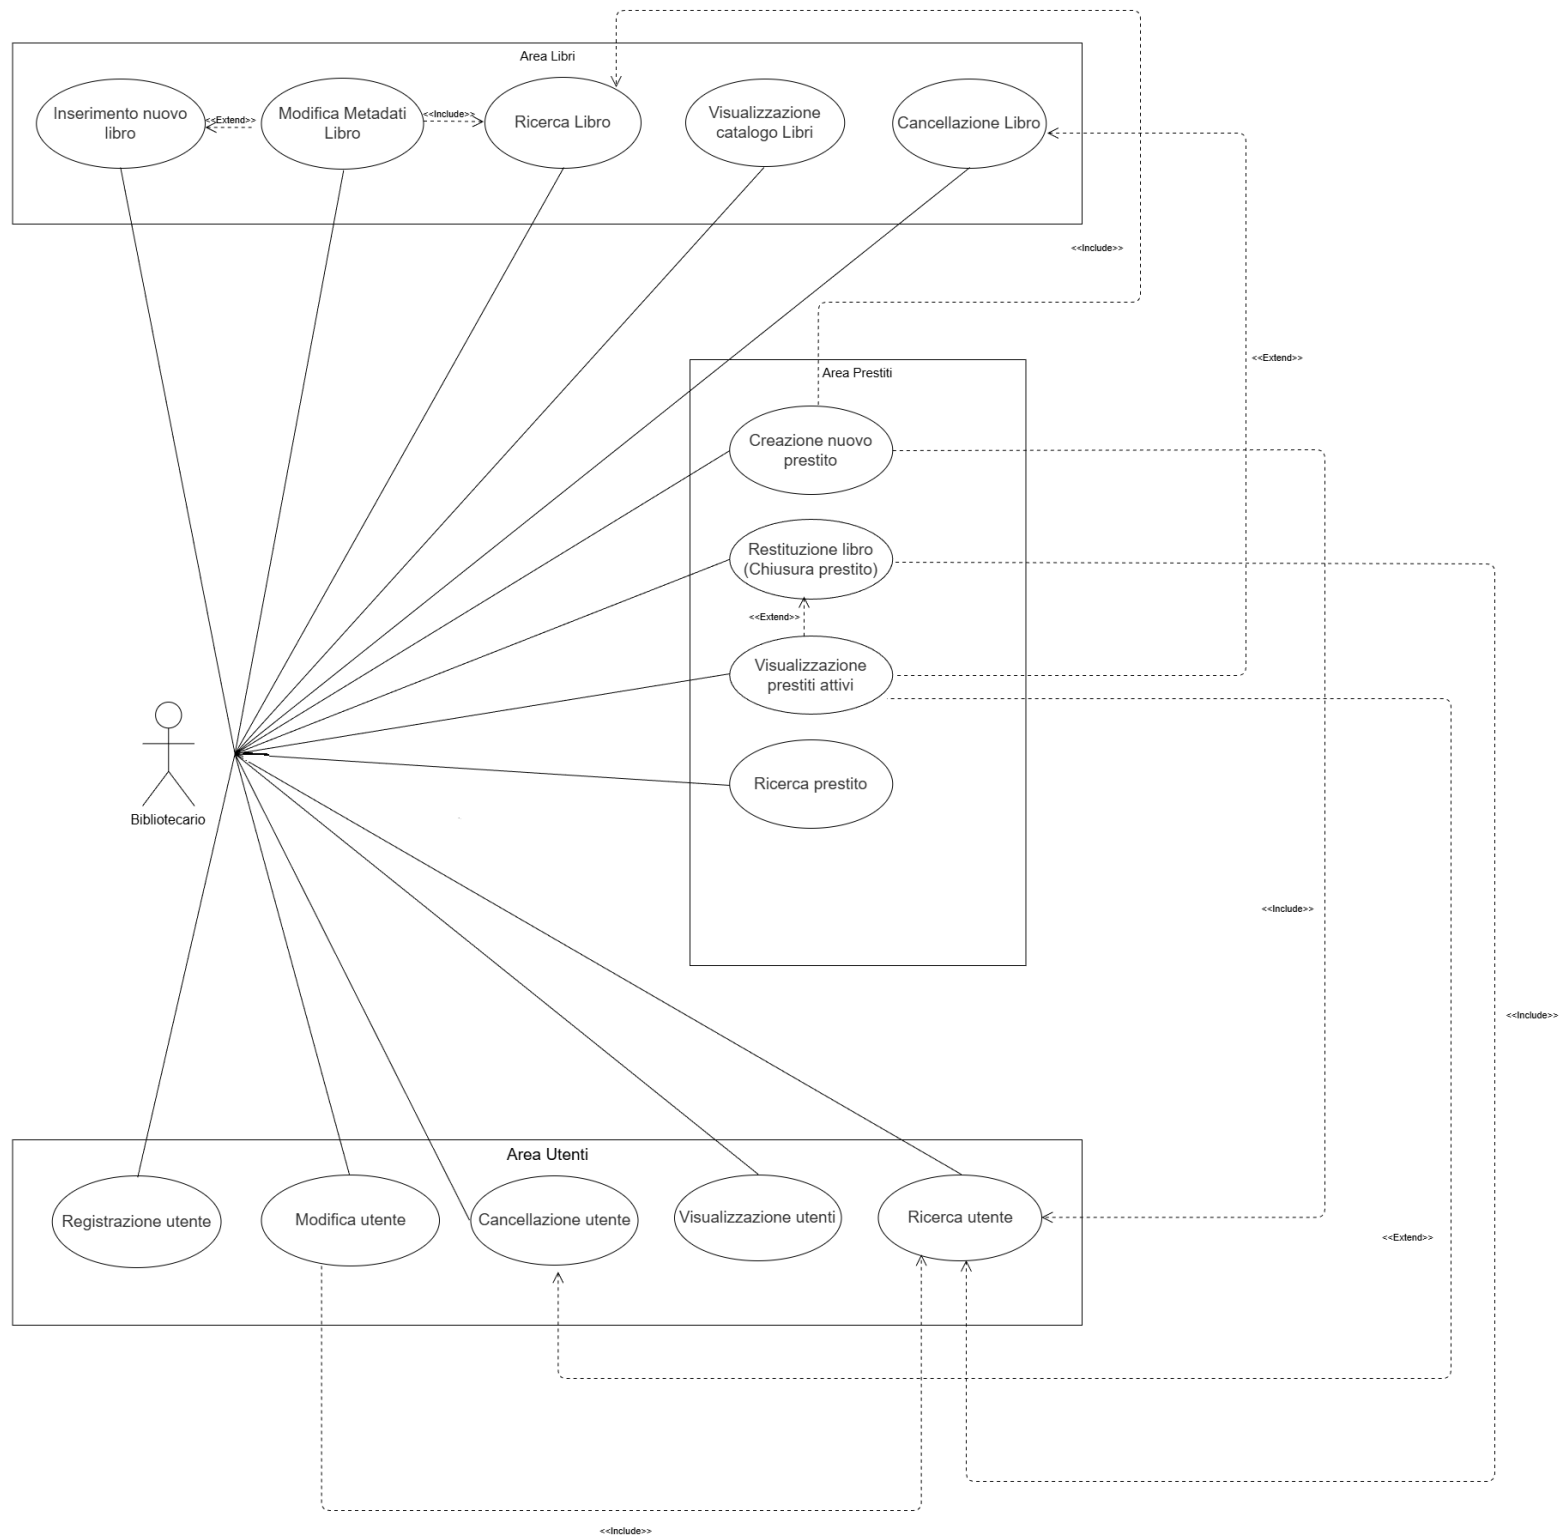 Area Libri
Inserimento nuovo
libro
<<Extend>>
Modifica Metadati
Libro
<<Include>>
Ricerca Libro
Visualizzazione
catalogo Libri
Cancellazione Libro
<<Include>>
<<Extend>>
Area Prestiti
Creazione nuovo
prestito
Restituzione libro
(Chiusura prestito)
<<Extend>>
Visualizzazione
prestiti attivi
Ricerca prestito
Bibliotecario
<<Include>>
<<Include>>
Area Utenti
Registrazione utente
Modifica utente
Cancellazione utente
Visualizzazione utenti
Ricerca utente
<<Extend>>
<<Include>>